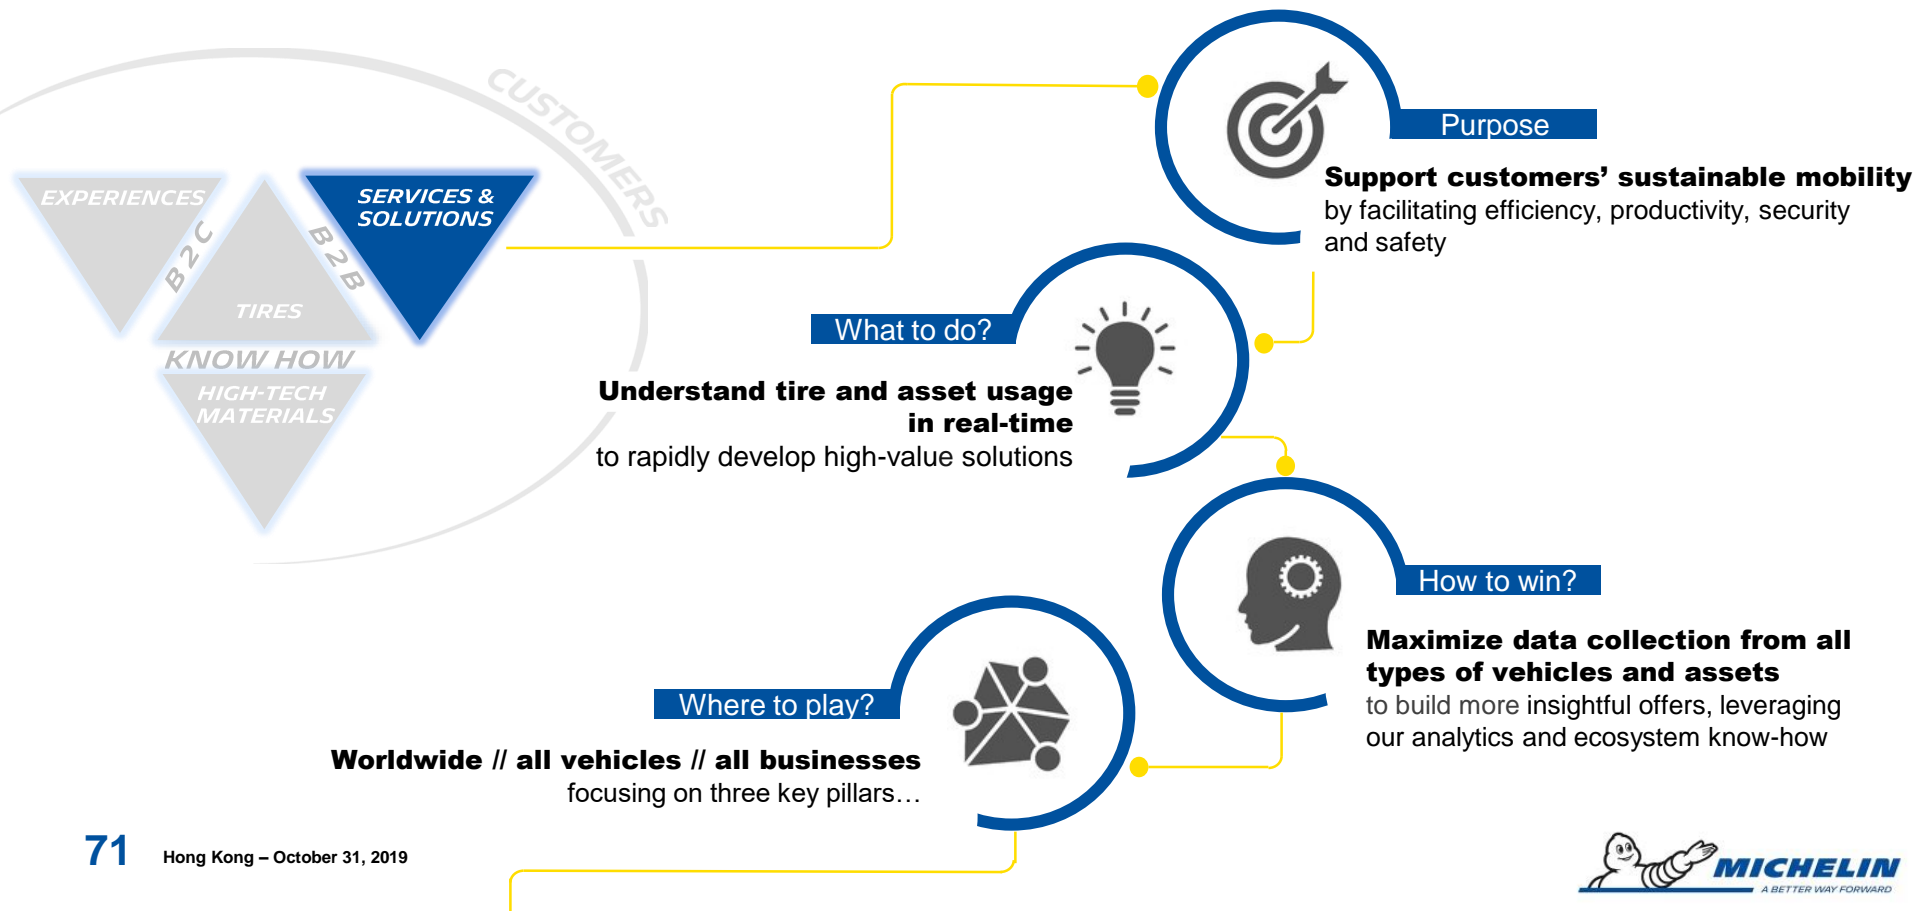 CUSTOMERS
EXPERIENCES
B2C
TIRES
B2B
SERVICES &
SOLUTIONS
KNOW HOW
HIGH-TECH
MATERIALS
Purpose
Support customers’ sustainable mobility
by facilitating efficiency, productivity, security
and safety
What to do?
Understand tire and asset usage
in real-time
to rapidly develop high-value solutions
How to win?
Maximize data collection from all
types of vehicles and assets
to build more insightful offers, leveraging
our analytics and ecosystem know-how
Where to play?
Worldwide // all vehicles // all businesses
focusing on three key pillars…
71
Hong Kong – October 31, 2019
MICHELIN
A BETTER WAY FORWARD